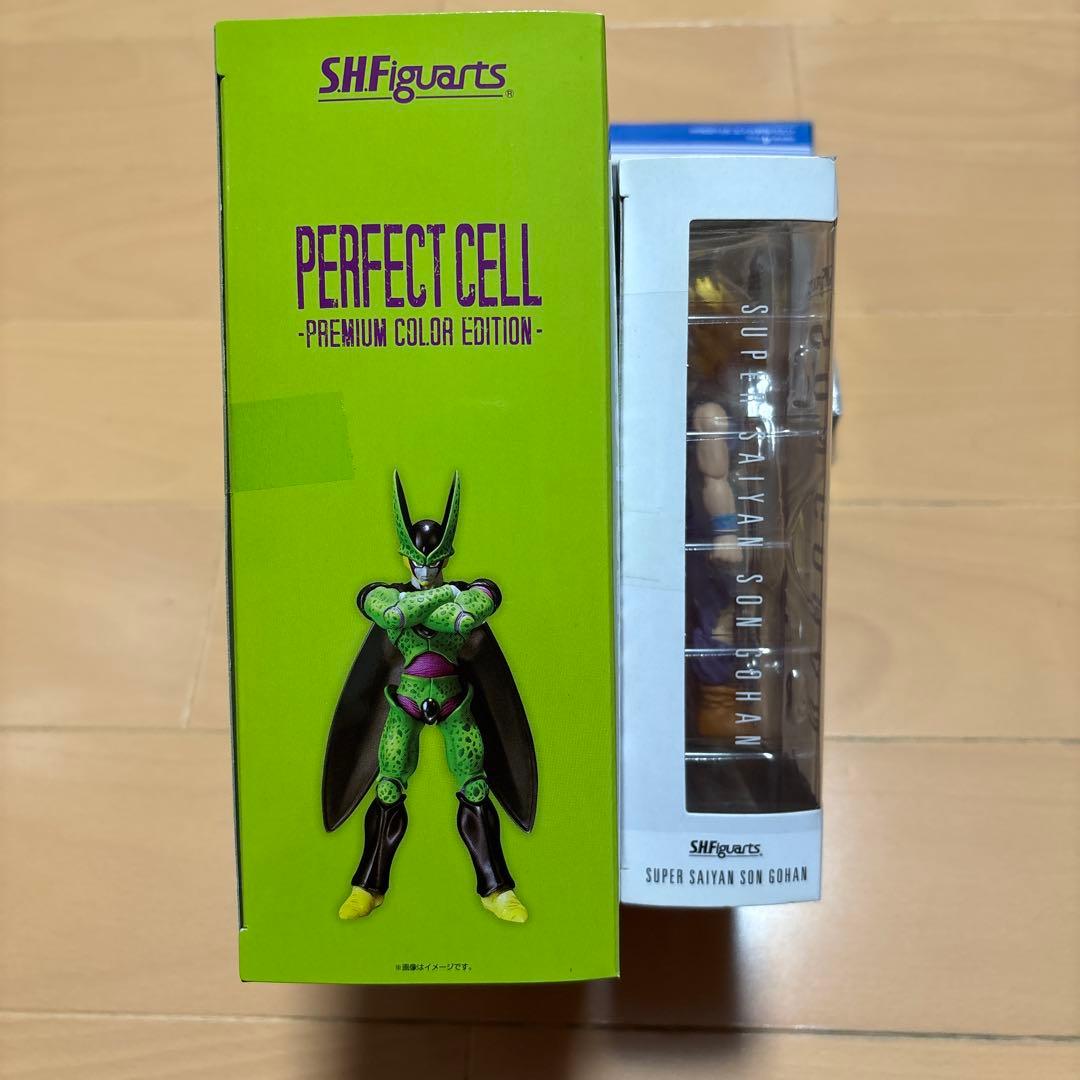 S.H.Figuarts®
PERFECT CELL
-PREMIUM COLOR EDITION-
※画像はイメージです。
SUPER SAIYAN SON GOHAN
S.H.Figuarts
SUPER SAIYAN SON GOHAN